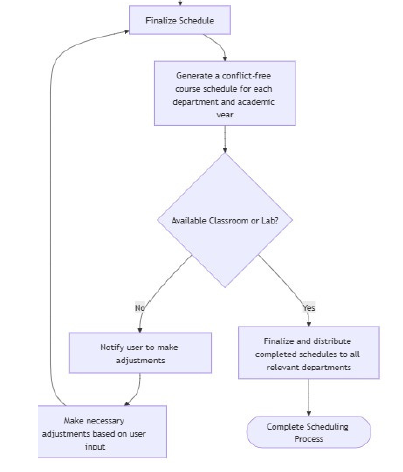 Finalize Schedule
Generate a conflict-free
course schedule for each
department and academic
year
Available Classroom or Lab?
No
Yes
Notify user to make
adjustments
Finalize and distribute
completed schedules to all
relevant departments
Make necessary
adjustments based on user
input
Complete Scheduling
Process